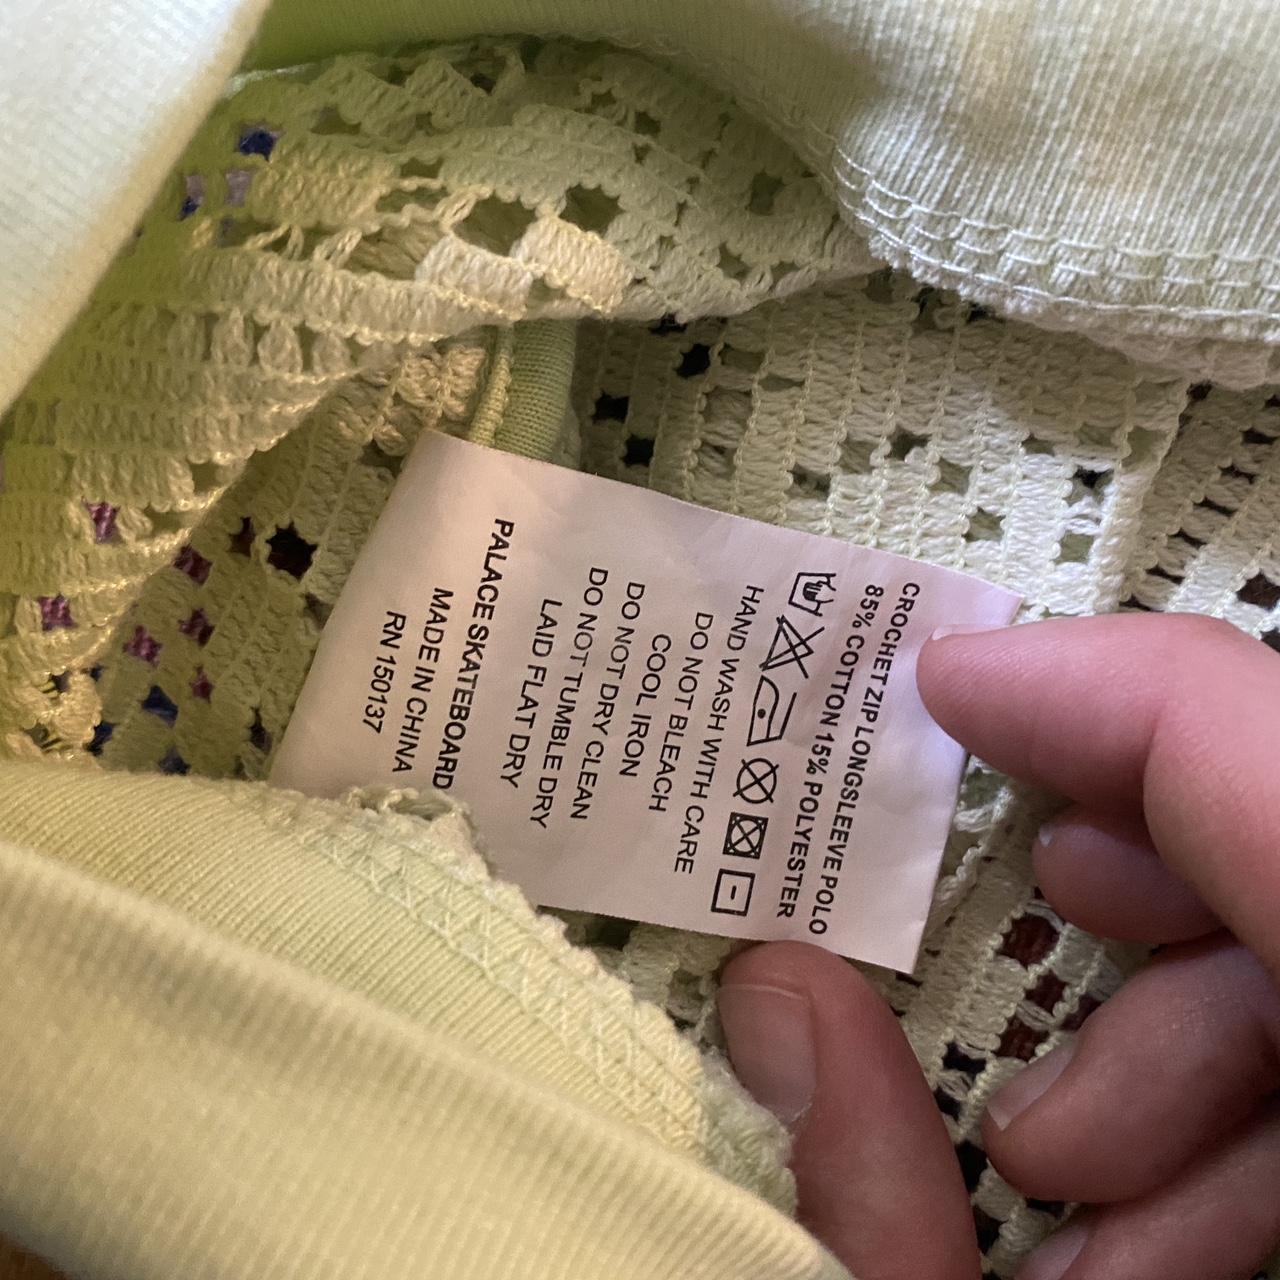 CROCHET ZIP LONGSLEEVE POLO
85% COTTON 15% POLYESTER
HAND WASH WITH CARE
DO NOT BLEACH
COOL IRON
DO NOT DRY CLEAN
DO NOT TUMBLE DRY
LAID FLAT DRY
PALACE SKATEBOARD
MADE IN CHINA
RN 150137